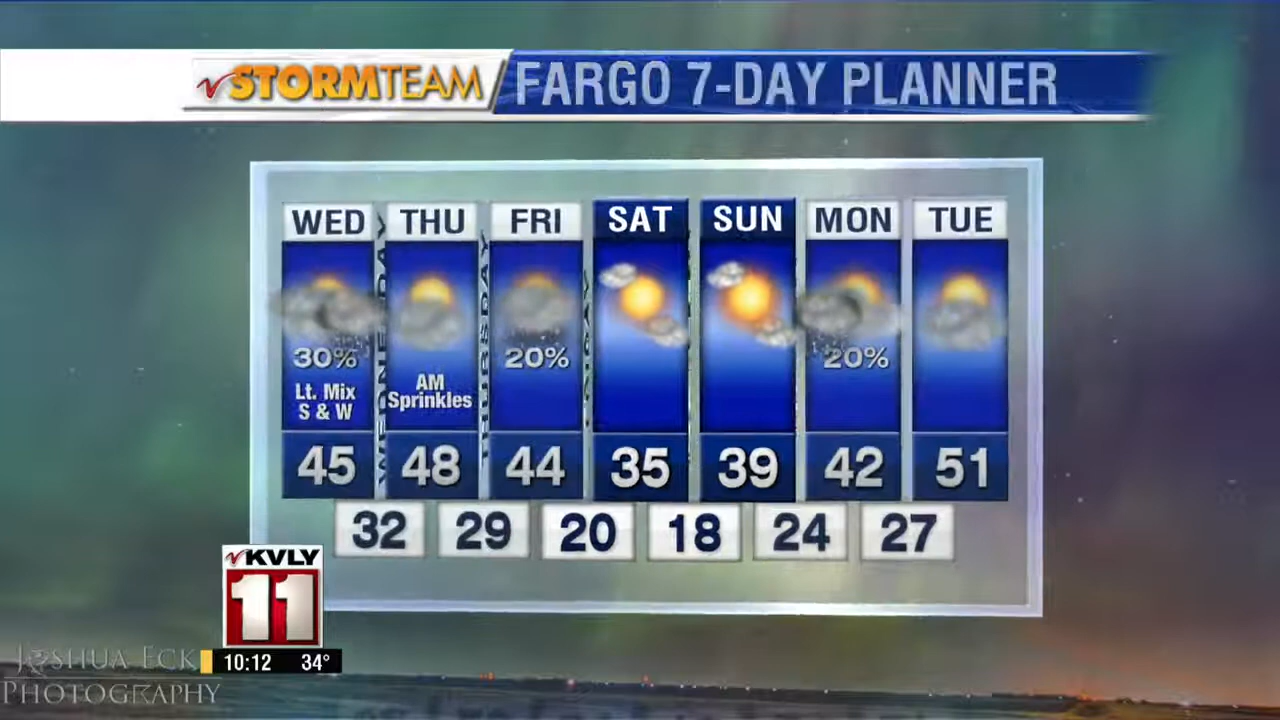 STORMTEAM FARGO 7-DAY PLANNER
WED THU FRI SAT SUN MON TUE
WEDNESDAY THURSDAY
30% 20% 20%
Lt. Mix
S & W
AM
Sprinkles
45 48 44 35 39 42 51
32 29 20 18 24 27
KVLY
11
10:12 34°
JOSHUA ECK
PHOTOGRAPHY